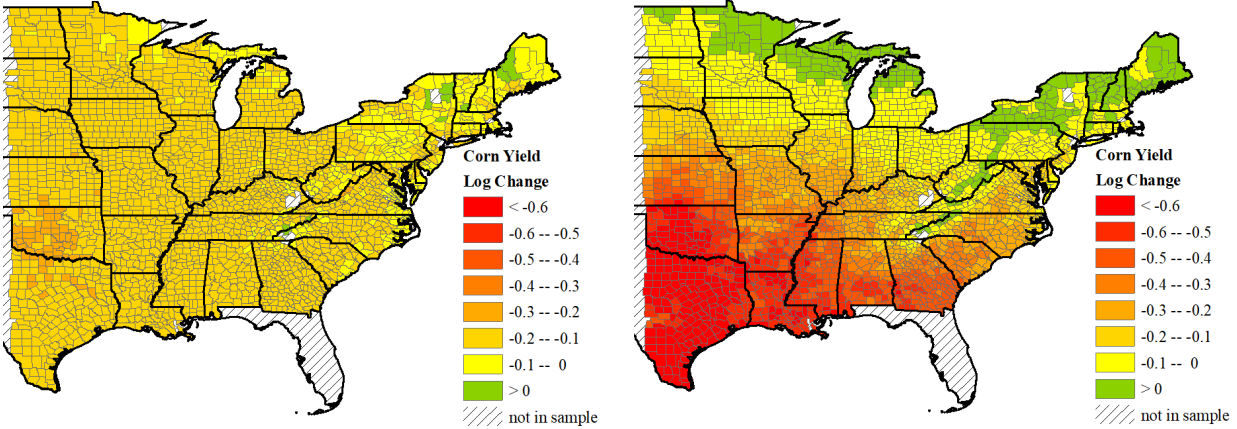 Corn Yield
Log Change
< -0.6
-0.6 -- -0.5
-0.5 -- -0.4
-0.4 -- -0.3
-0.3 -- -0.2
-0.2 -- -0.1
-0.1 -- 0
> 0
not in sample
Corn Yield
Log Change
< -0.6
-0.6 -- -0.5
-0.5 -- -0.4
-0.4 -- -0.3
-0.3 -- -0.2
-0.2 -- -0.1
-0.1 -- 0
> 0
not in sample